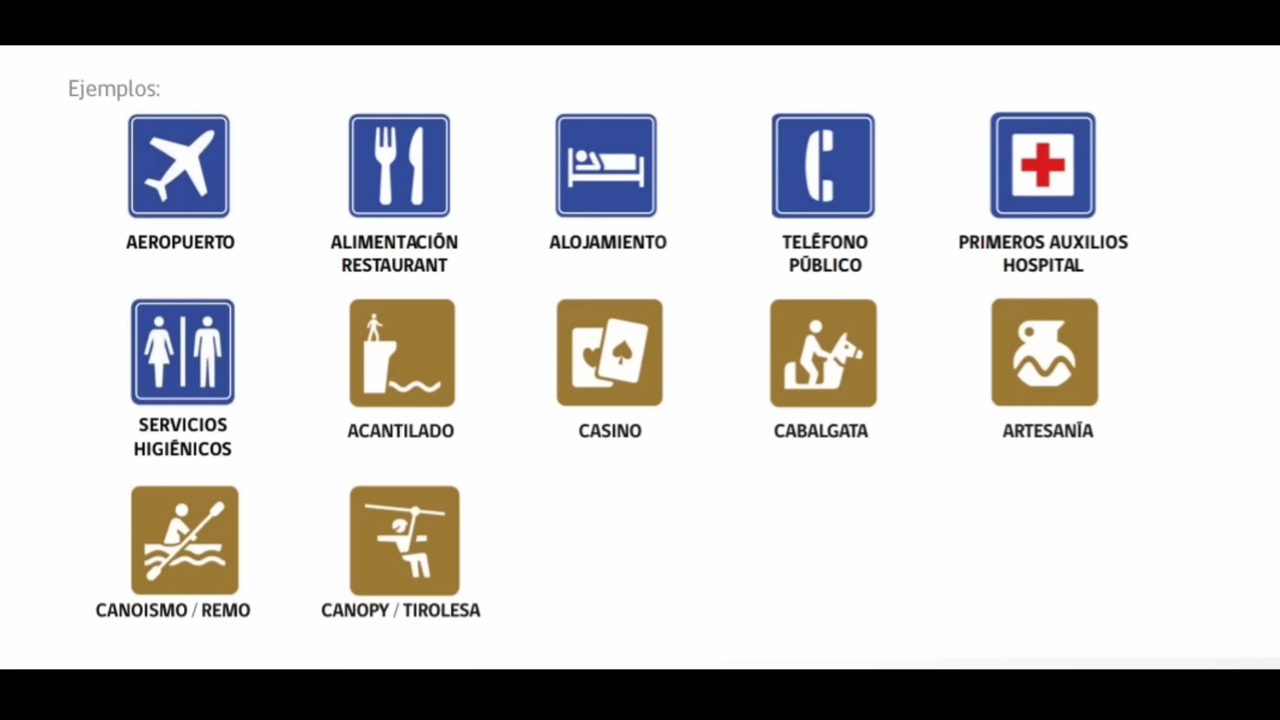 Ejemplos:
AEROPUERTO
ALIMENTACIÓN
RESTAURANT
ALOJAMIENTO
TELÉFONO
PÚBLICO
PRIMEROS AUXILIOS
HOSPITAL
SERVICIOS
HIGIÉNICOS
ACANTILADO
CASINO
CABALGATA
ARTESANÍA
CANOISMO / REMO
CANOPY / TIROLESA